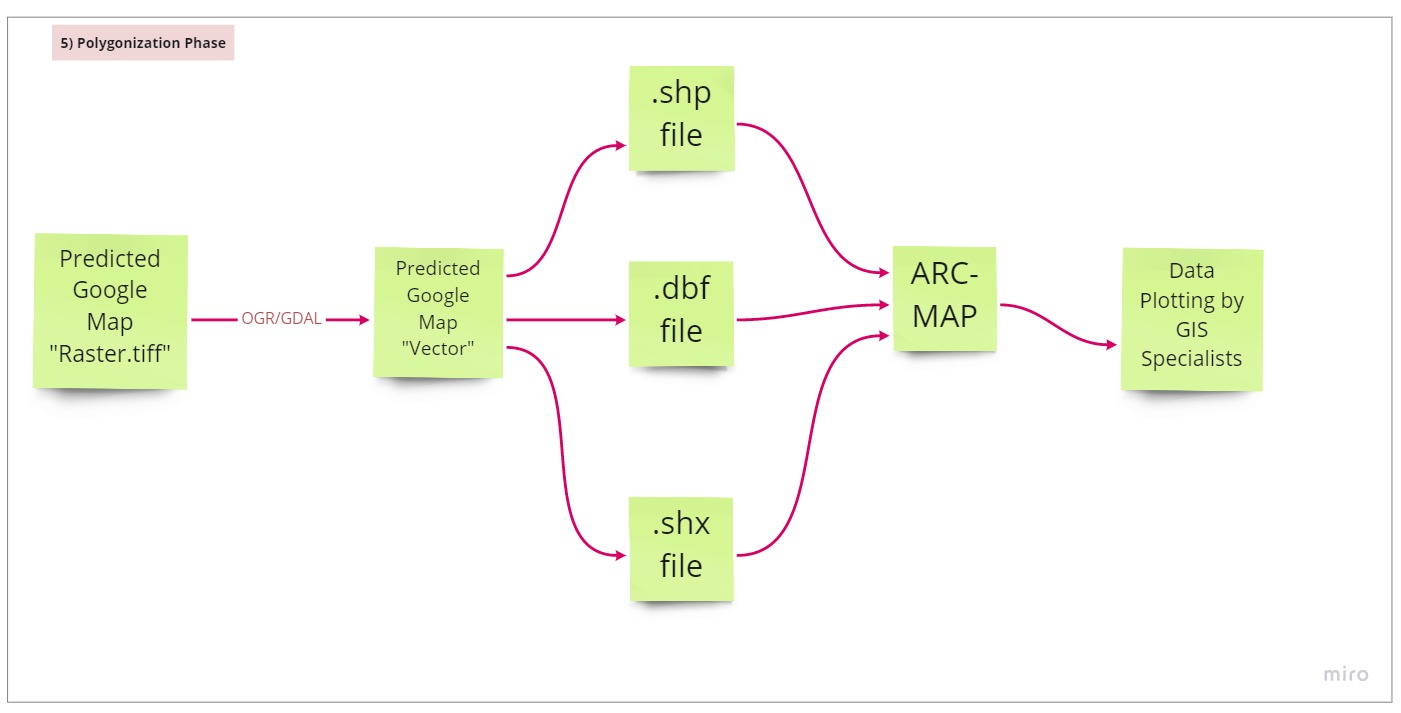 5) Polygonization Phase
.shp
file
Predicted
Google
Map
"Raster.tiff"
OGR/GDAL
Predicted
Google
Map
"Vector"
.dbf
file
ARC-
MAP
Data
Plotting by
GIS
Specialists
.shx
file
miro